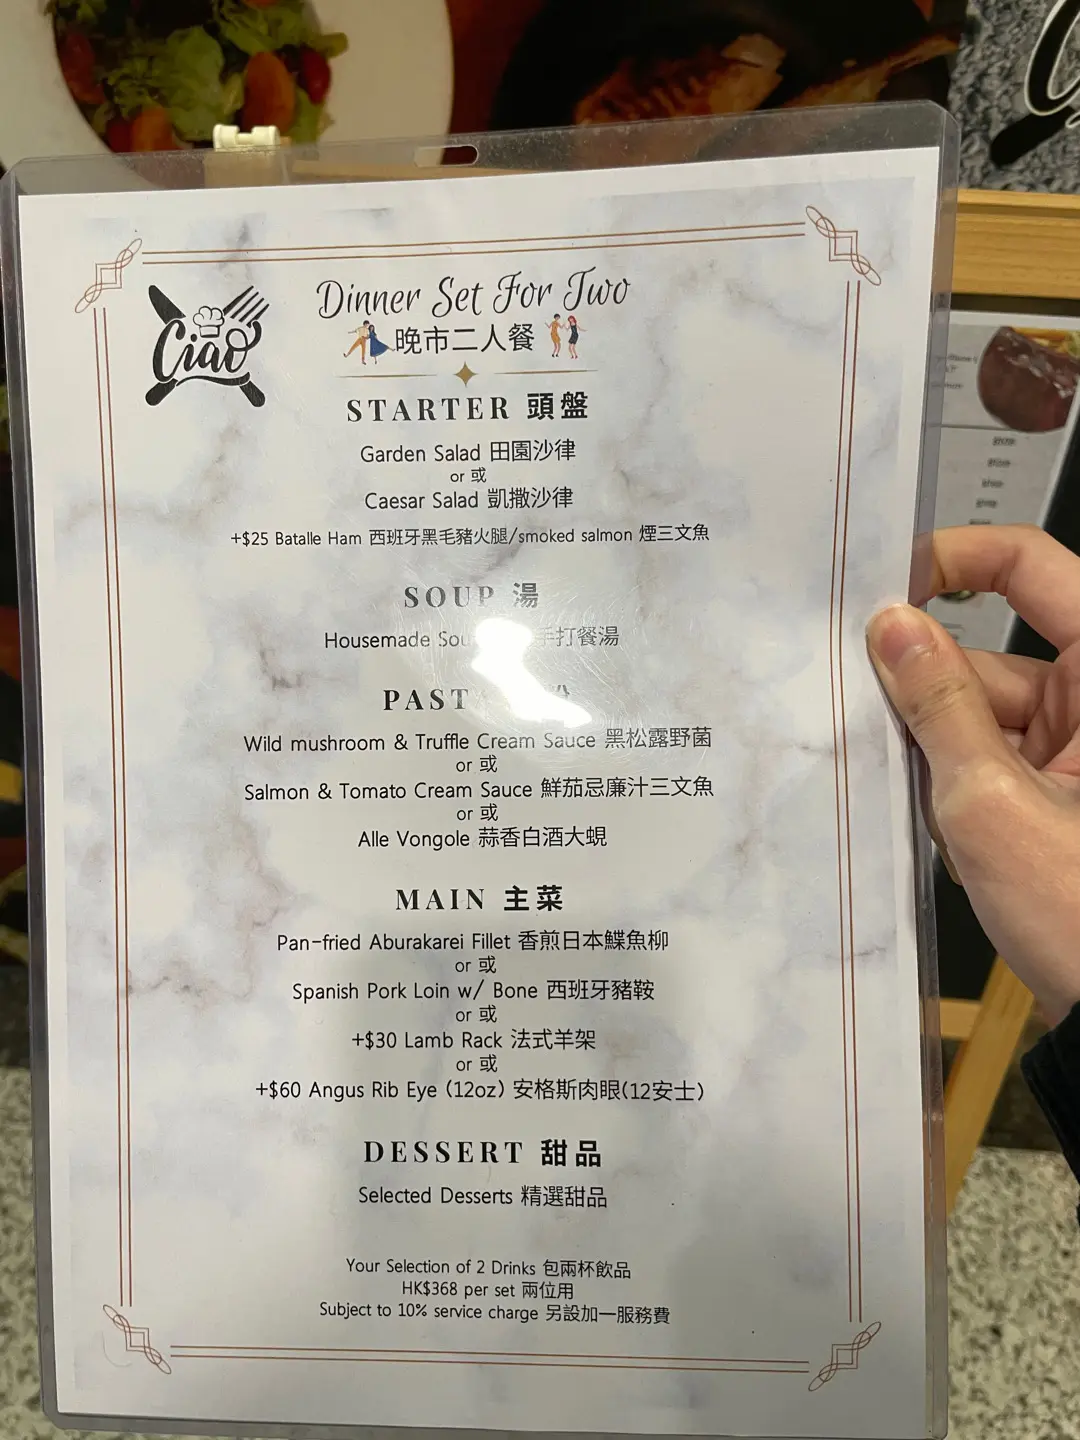 Ciao
Dinner Set For Two
晚市二人餐
STARTER 頭盤
Garden Salad 田園沙律
or 或
Caesar Salad 凱撒沙律
+$25 Batalle Ham 西班牙黑毛豬火腿/smoked salmon 煙三文魚
SOUP 湯
Housemade 手打餐湯
Wild mushroom & Truffle Cream Sauce 黑松露野菌
or 或
Salmon & Tomato Cream Sauce 鮮茄忌廉汁三文魚
or 或
Alle Vongole 蒜香白酒大蜆
MAIN 主菜
Pan-fried Aburakarei Fillet 香煎日本鰈魚柳
or 或
Spanish Pork Loin w/ Bone 西班牙豬鞍
or 或
+$30 Lamb Rack 法式羊架
or 或
+$60 Angus Rib Eye (12oz) 安格斯肉眼(12安士)
DESSERT 甜品
Selected Desserts 精選甜品
Your Selection of 2 Drinks 包兩杯飲品
HK$368 per set 兩位用
Subject to 10% service charge 另設加一服務費